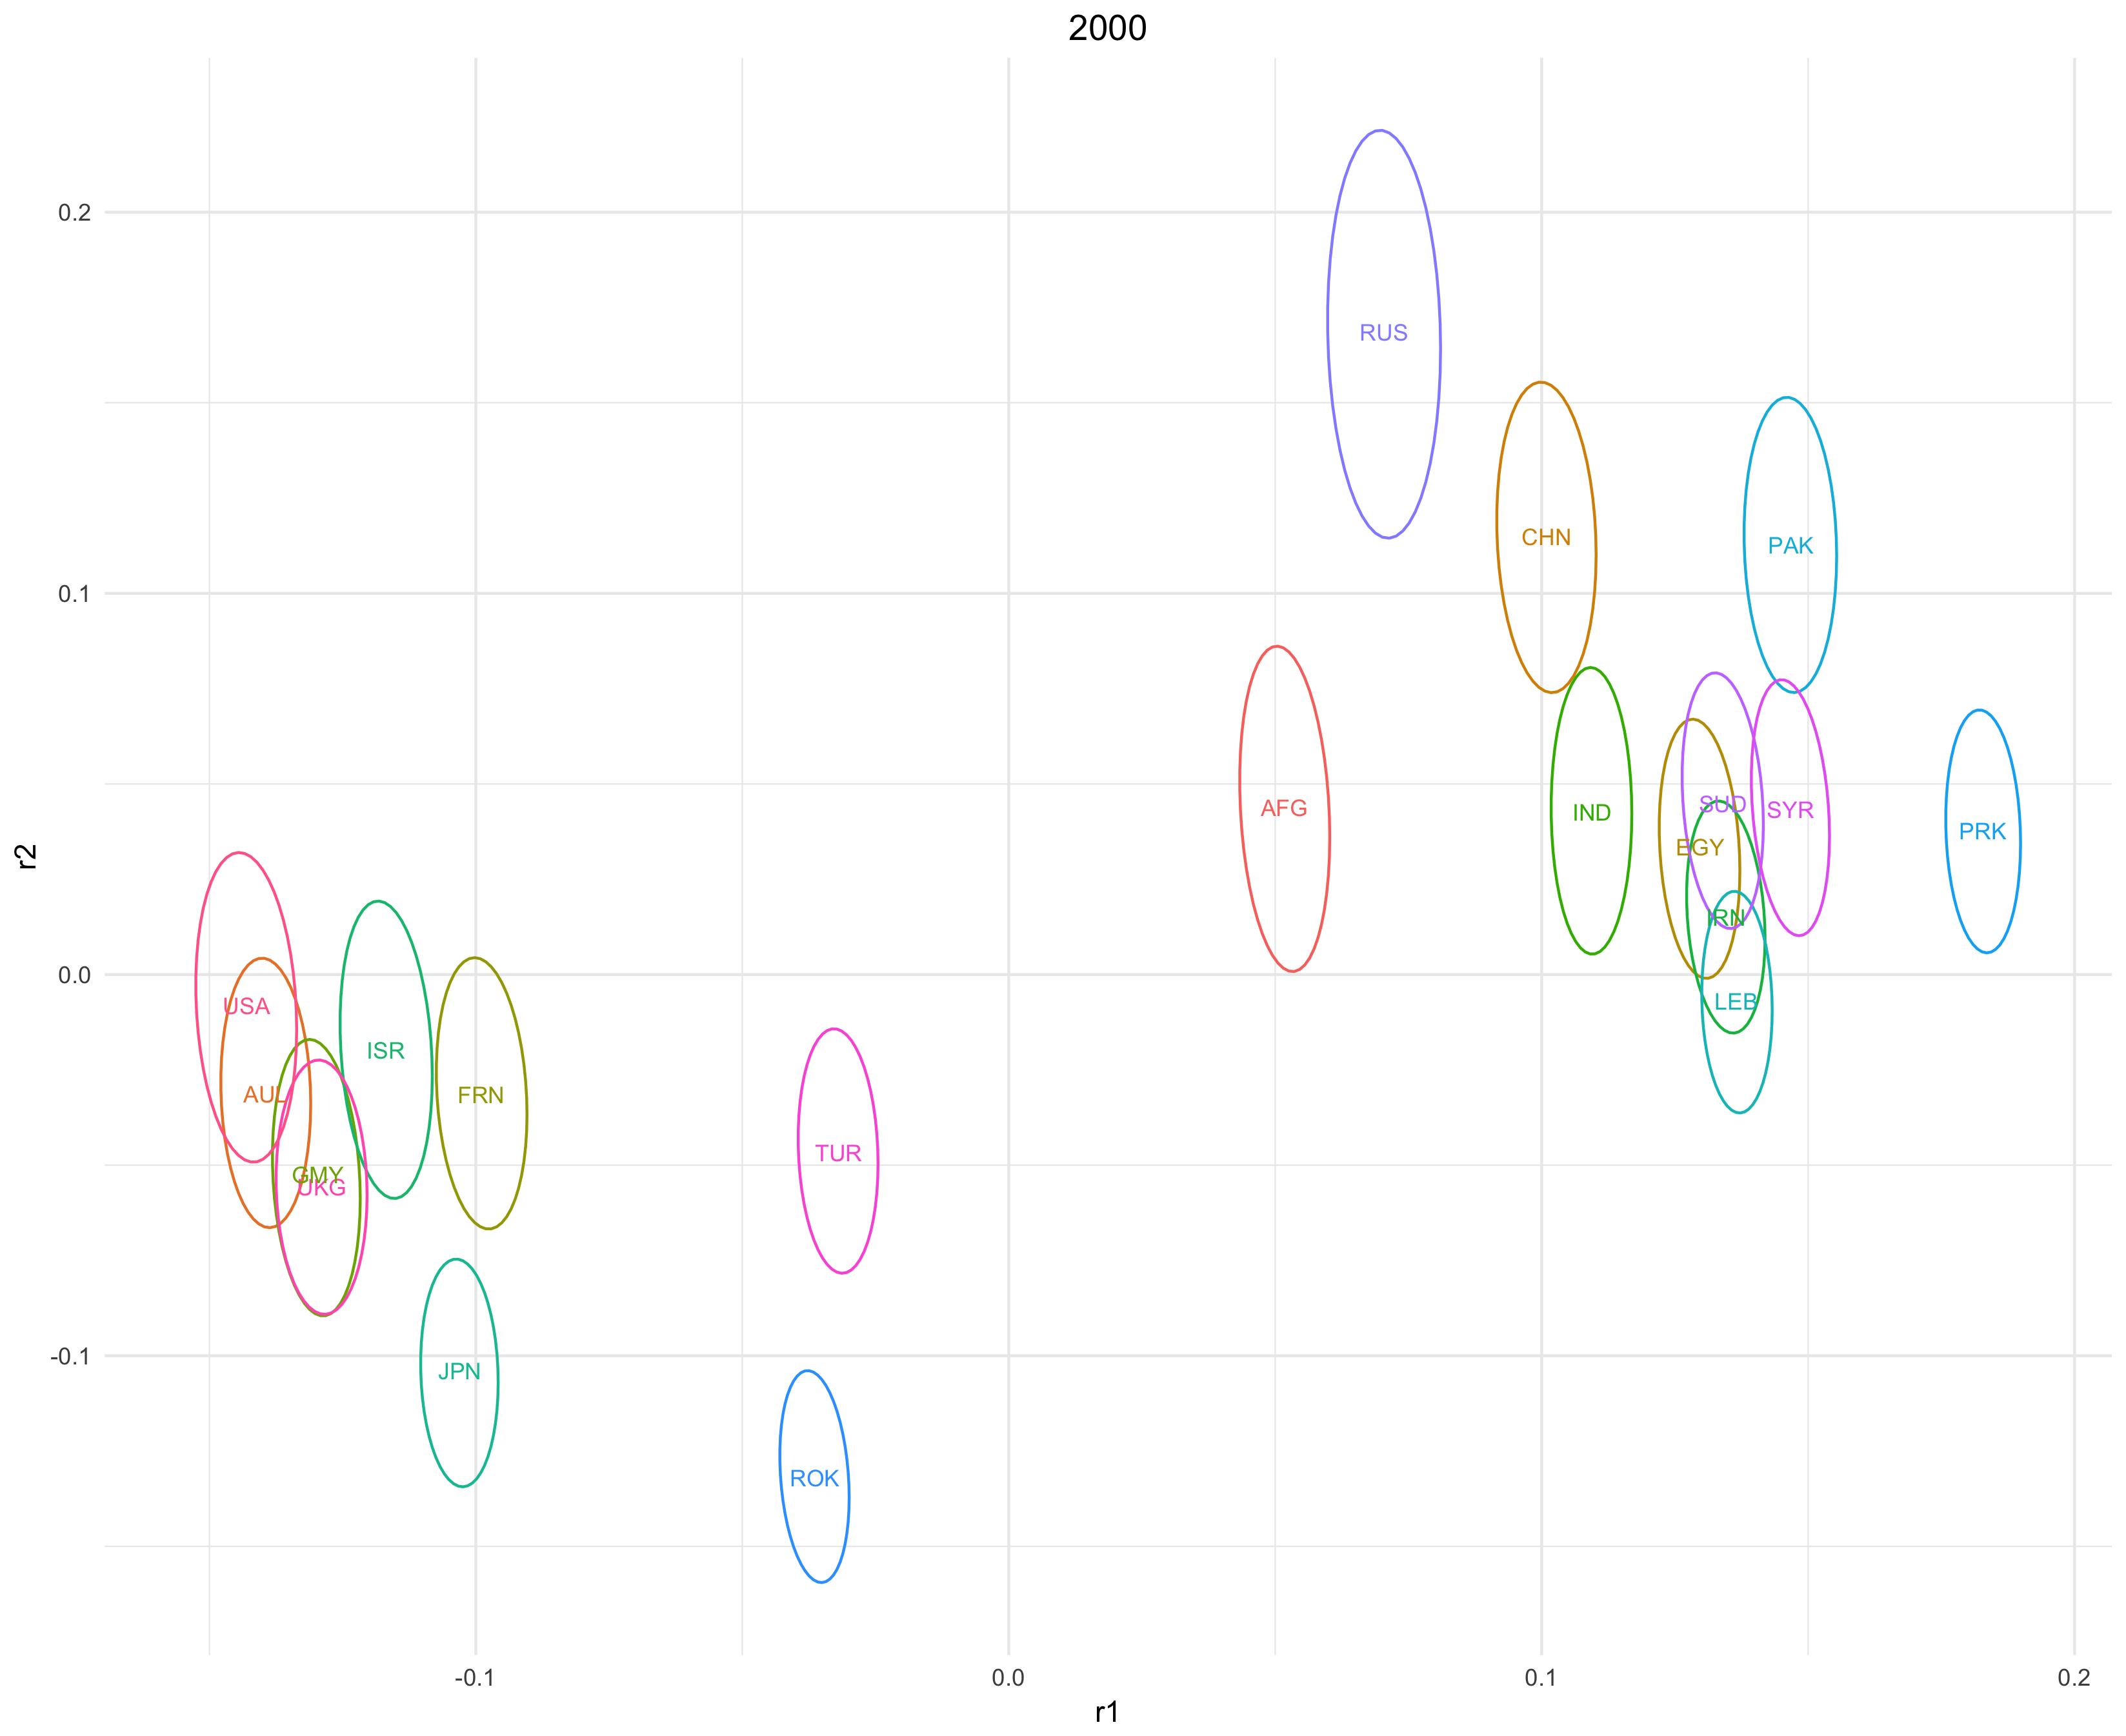 2000
0.2
RUS
CHN
PAK
0.1
AFG
SUD
SYR
IND
PRK
EGY
r2
IRN
0.0
LEB
USA
ISR
AUL
FRN
TUR
GMY
UKG
-0.1
JPN
ROK
-0.1
0.0
0.1
0.2
r1